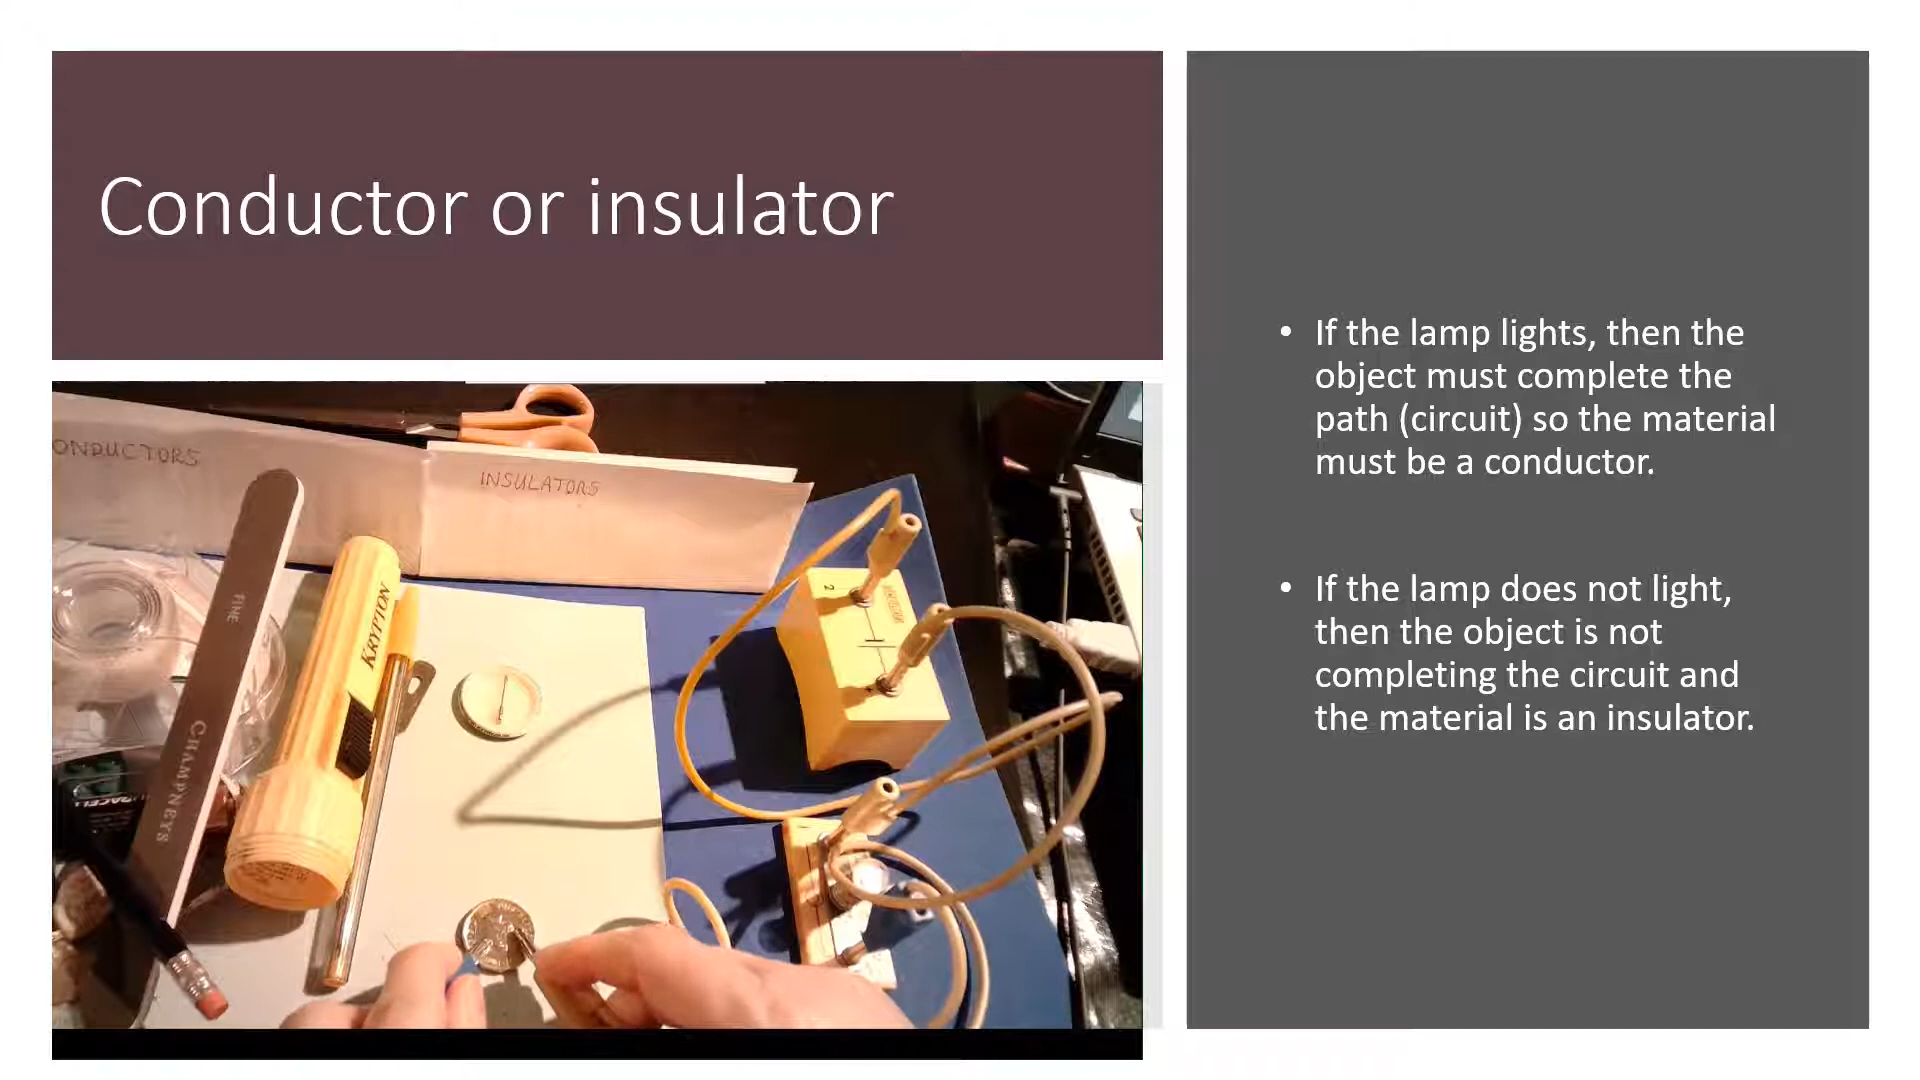 Conductor or insulator
ONDUCTORS
INSULATORS
FINE
CHAMPNEYS
KRYPTON
2
• If the lamp lights, then the
object must complete the
path (circuit) so the material
must be a conductor.
• If the lamp does not light,
then the object is not
completing the circuit and
the material is an insulator.